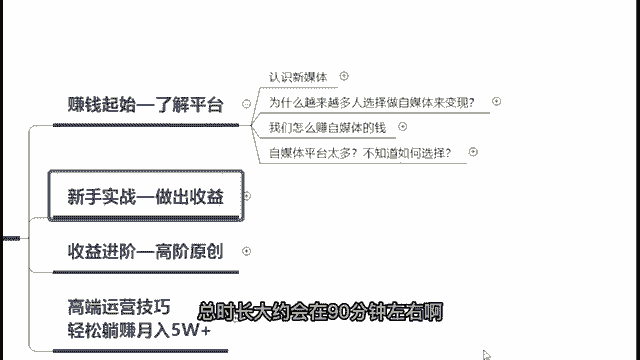 认识新媒体
赚钱起始—了解平台
为什么越来越多人选择做自媒体来变现?
我们怎么赚自媒体的钱
自媒体平台太多?不知道如何选择?
新手实战—做出收益
收益进阶—高阶原创
高端运营技巧
轻松躺赚月入5W+
总时长大约会在90分钟左右啊